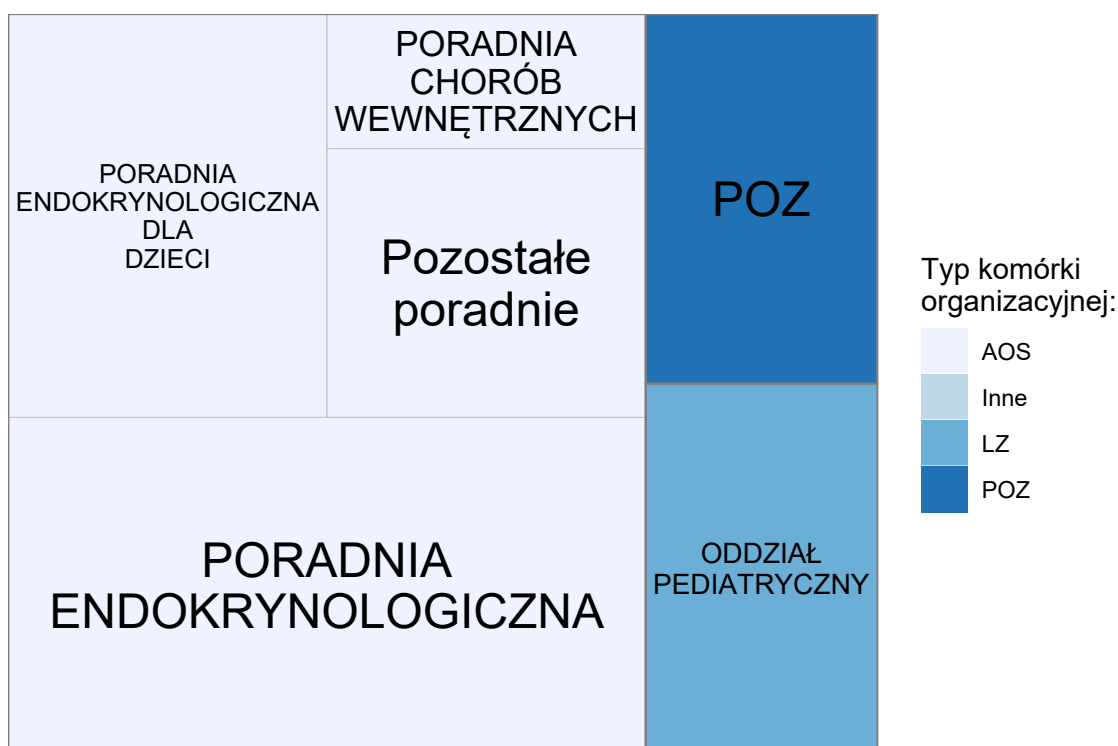 PORADNIA
ENDOKRYNOLOGICZNA
DLA
DZIECI
PORADNIA
CHORÓB
WEWNĘTRZNYCH
Pozostałe
poradnie
PORADNIA
ENDOKRYNOLOGICZNA
POZ
ODDZIAŁ
PEDIATRYCZNY
Typ komórki
organizacyjnej:
AOS
Inne
LZ
POZ